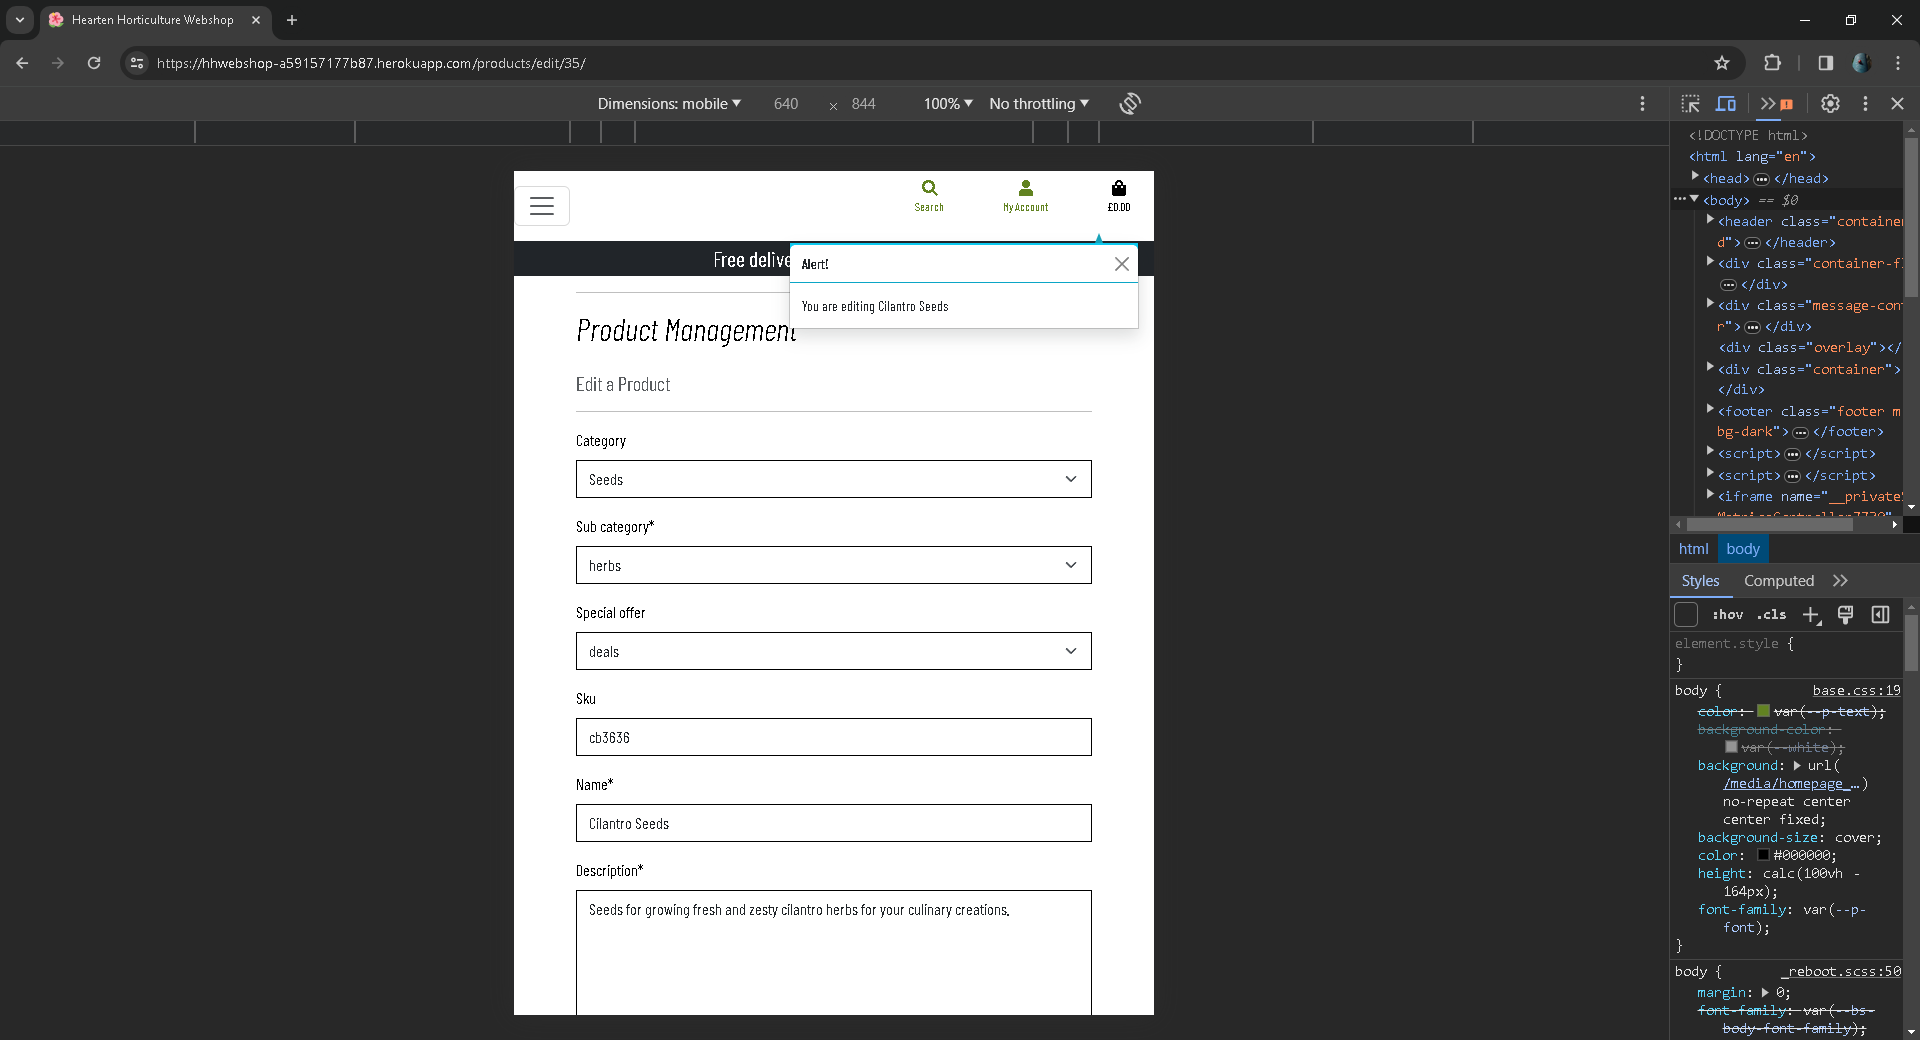 Hearten Horticulture Webshop
https://hhwebshop-a59157177b87.herokuapp.com/products/edit/35/
Dimensions: mobile 640 × 844 100% No throttling
Search
My Account
£0.00
Free delive
Alert!
You are editing Cilantro Seeds
Product Management
Edit a Product
Category
Seeds
Sub category*
herbs
Special offer
deals
Sku
cb3636
Name*
Cilantro Seeds
Description*
Seeds for growing fresh and zesty cilantro herbs for your culinary creations.
<!DOCTYPE html>
<html lang="en">
<head> </head>
<body> == $0
<header class="container
d"> </header>
<div class="container-f
</div>
<div class="message-con
r"> </div>
<div class="overlay"></
<div class="container">
</div>
<footer class="footer m
bg-dark"> </footer>
<script> </script>
<script> </script>
<iframe name="__private
html body
Styles Computed
:hov .cls
element.style {
}
body { base.css:19
color: var(--p-text);
background-color:
var(--white);
background: url(
/media/homepage_…)
no-repeat center
center fixed;
background-size: cover;
color: #000000;
height: calc(100vh -
164px);
font-family: var(--p-
font);
}
body { _reboot.scss:50
margin: 0;
font-family: var(--bs-
body-font-family);